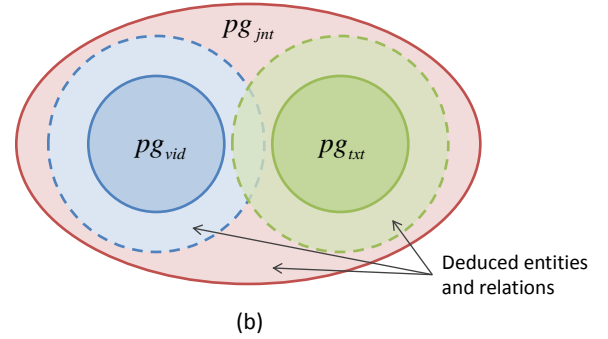 pg_jnt
pg_vid
pg_txt
Deduced entities
and relations
(b)